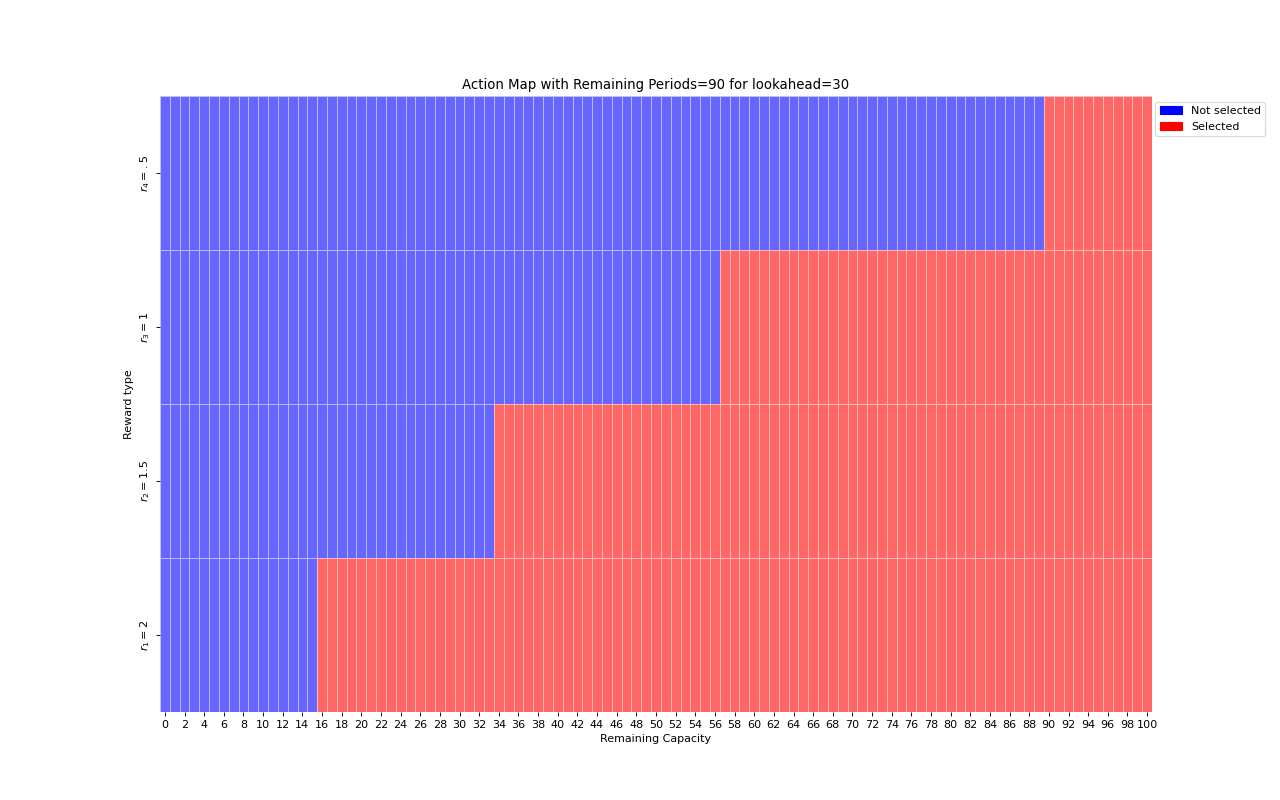 Action Map with Remaining Periods=90 for lookahead=30
Not selected
Selected
r₄ = .5
r₃ = 1
r₂ = 1.5
r₁ = 2
Reward type
0 2 4 6 8 10 12 14 16 18 20 22 24 26 28 30 32 34 36 38 40 42 44 46 48 50 52 54 56 58 60 62 64 66 68 70 72 74 76 78 80 82 84 86 88 90 92 94 96 98 100
Remaining Capacity